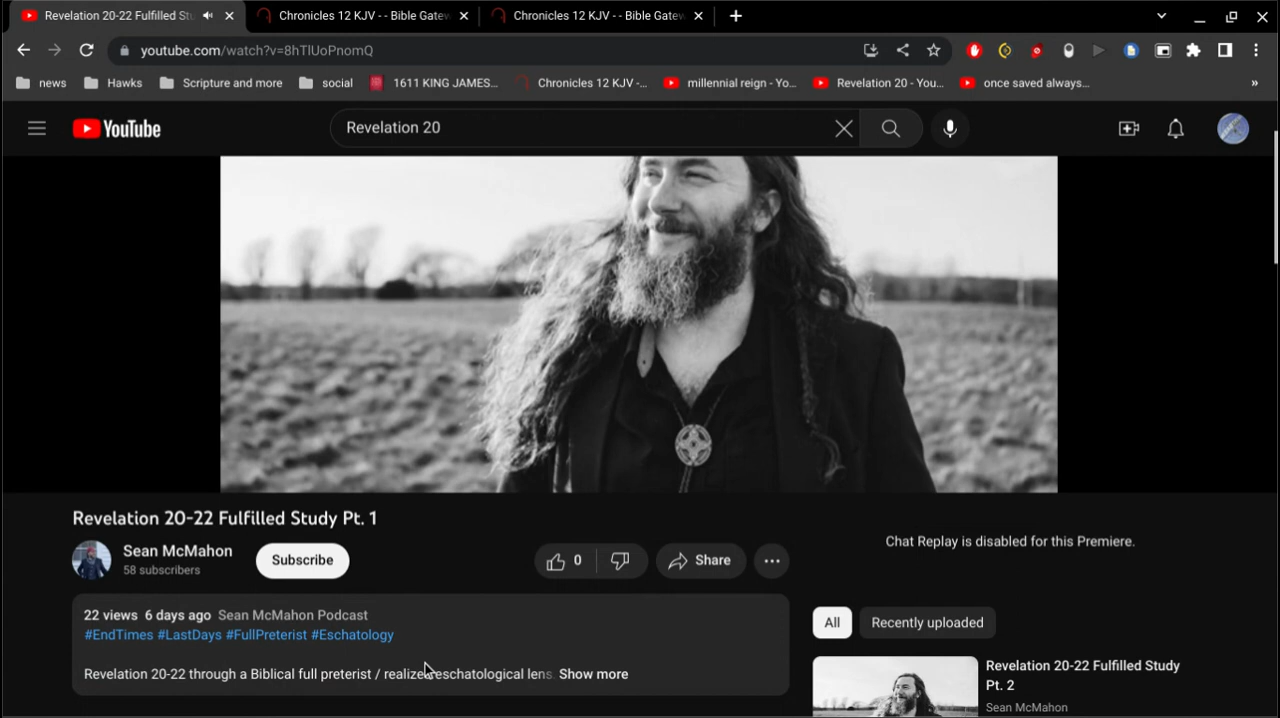 Revelation 20-22 Fulfilled Stu
Chronicles 12 KJV - - Bible Gatew
Chronicles 12 KJV - - Bible Gatew
youtube.com/watch?v=8hTlUoPnomQ
news
Hawks
Scripture and more
social
1611 KING JAMES...
Chronicles 12 KJV -...
millennial reign - Yo...
Revelation 20 - You...
once saved always...
»
YouTube
Revelation 20
Revelation 20-22 Fulfilled Study Pt. 1
Sean McMahon
58 subscribers
Subscribe
0
Share
Chat Replay is disabled for this Premiere.
22 views 6 days ago Sean McMahon Podcast
#EndTimes #LastDays #FullPreterist #Eschatology
Revelation 20-22 through a Biblical full preterist / realized eschatological lens. Show more
All
Recently uploaded
Revelation 20-22 Fulfilled Study
Pt. 2
Sean McMahon